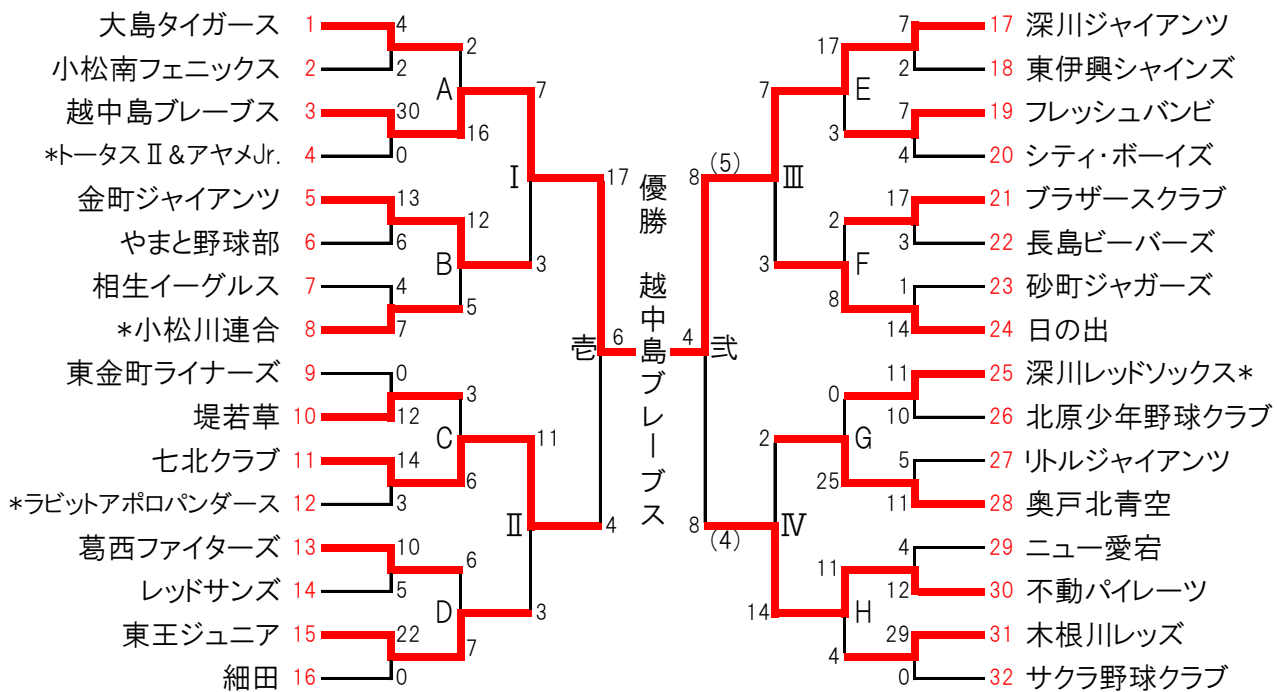 大島タイガース 1 4
2
小松南フェニックス 2 2
A 7
越中島ブレーブス 3 30
16
*トータスⅡ&アヤメJr. 4 0
Ⅰ 17
金町ジャイアンツ 5 13
12
やまと野球部 6 6
B 3
相生イーグルス 7 4
5
*小松川連合 8 7
壱 6
東金町ライナーズ 9 0
3
堤若草 10 12
C 11
七北クラブ 11 14
6
*ラビットアポロパンダース 12 3
Ⅱ 4
葛西ファイターズ 13 10
6
レッドサンズ 14 5
D 3
東王ジュニア 15 22
7
細田 16 0
優勝 越中島ブレーブス
7 17 深川ジャイアンツ
17
2 18 東伊興シャインズ
7 E
7 19 フレッシュバンビ
3
4 20 シティ・ボーイズ
8 (5) Ⅲ
17 21 ブラザースクラブ
2
3 22 長島ビーバーズ
3 F
1 23 砂町ジャガーズ
8
14 24 日の出
4 弐
11 25 深川レッドソックス*
0
10 26 北原少年野球クラブ
2 G
5 27 リトルジャイアンツ
25
11 28 奥戸北青空
8 (4) Ⅳ
4 29 ニュー愛宕
11
12 30 不動パイレーツ
14 H
29 31 木根川レッズ
4
0 32 サクラ野球クラブ